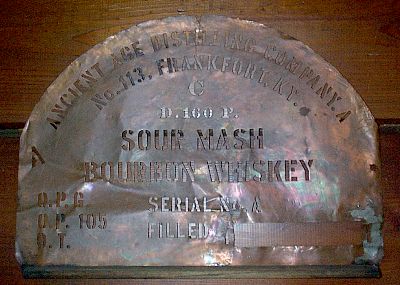 ANCIENT AGE DISTILLING COMPANY. A
No. 113, FRANKFORT, KY.
C
D. 160 P.
SOUR MASH
BOURBON WHISKEY
O.P.G SERIAL No. A
O.P. 105 FILLED
O.T.